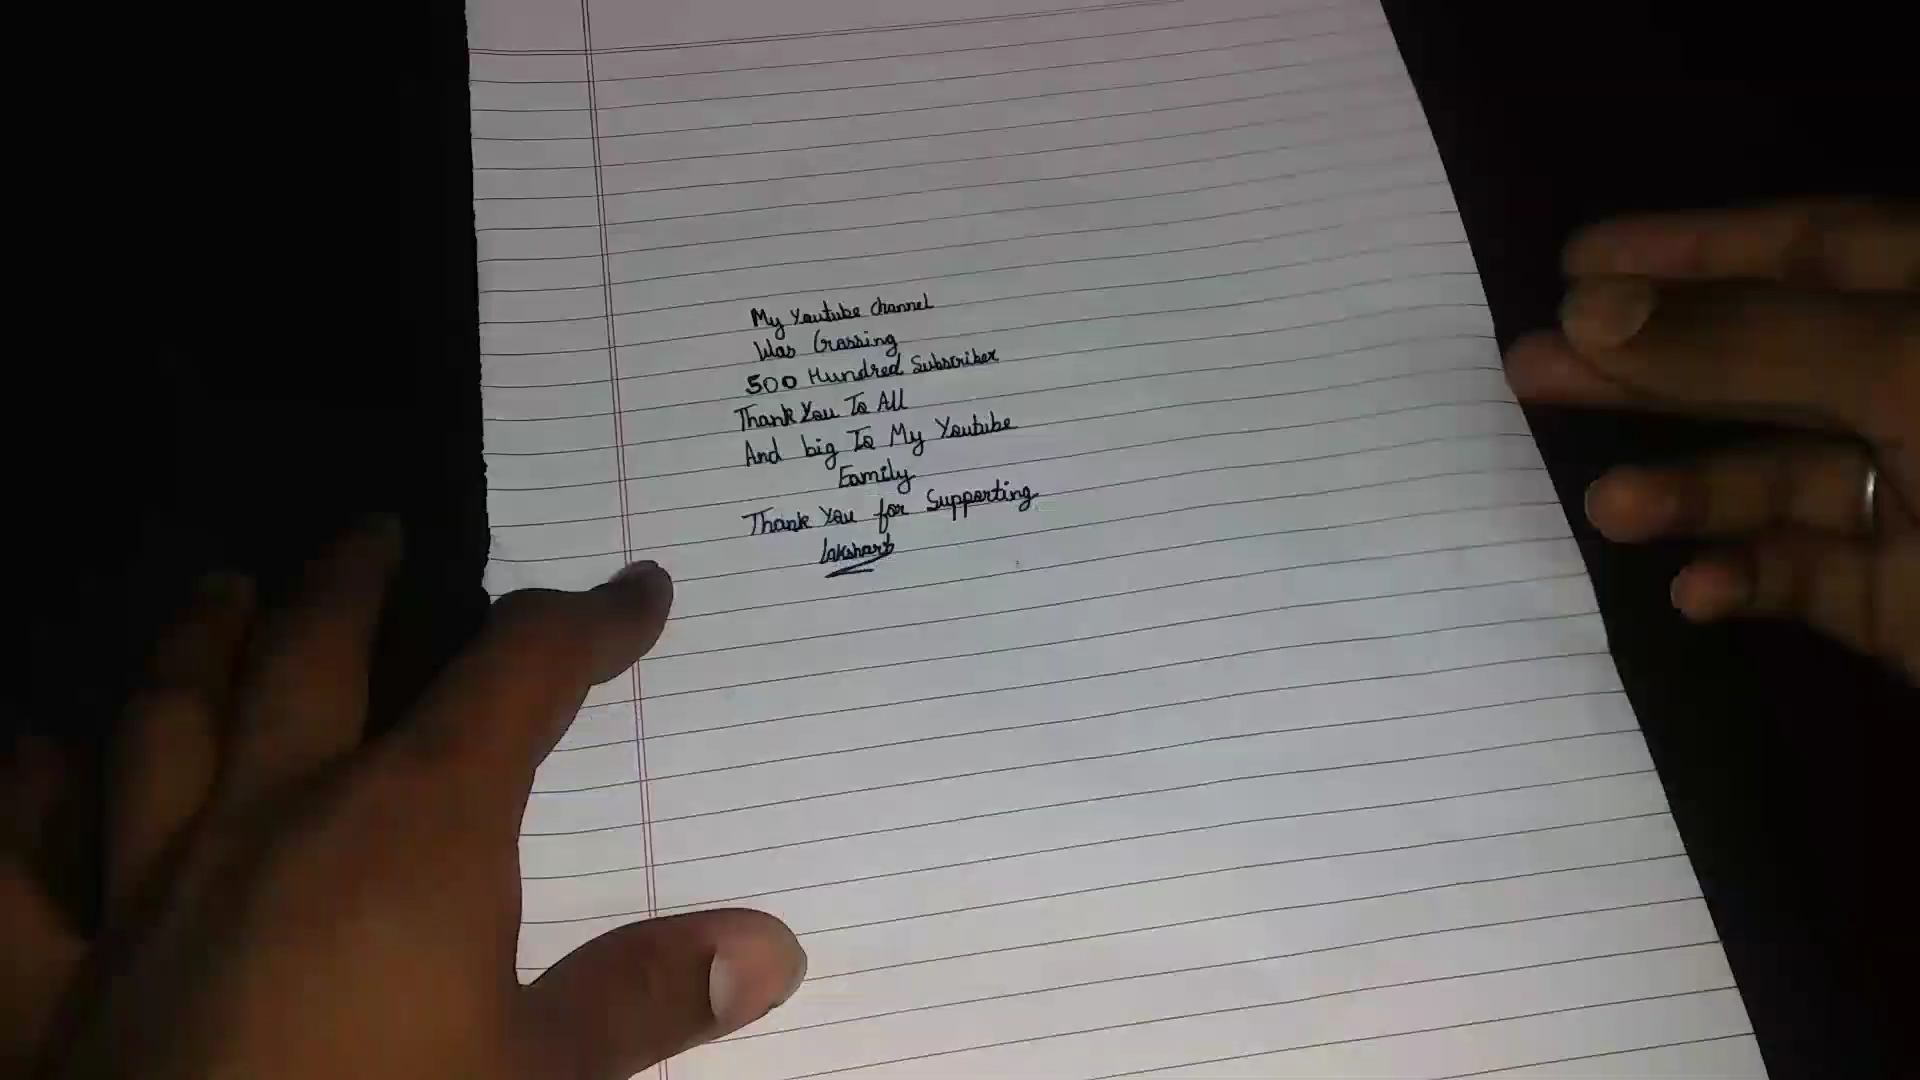 My Youtube channel
Was Crossing
500 Hundred Subscriber
Thank You To All
And big To My Youtube
Family
Thank You for Supporting